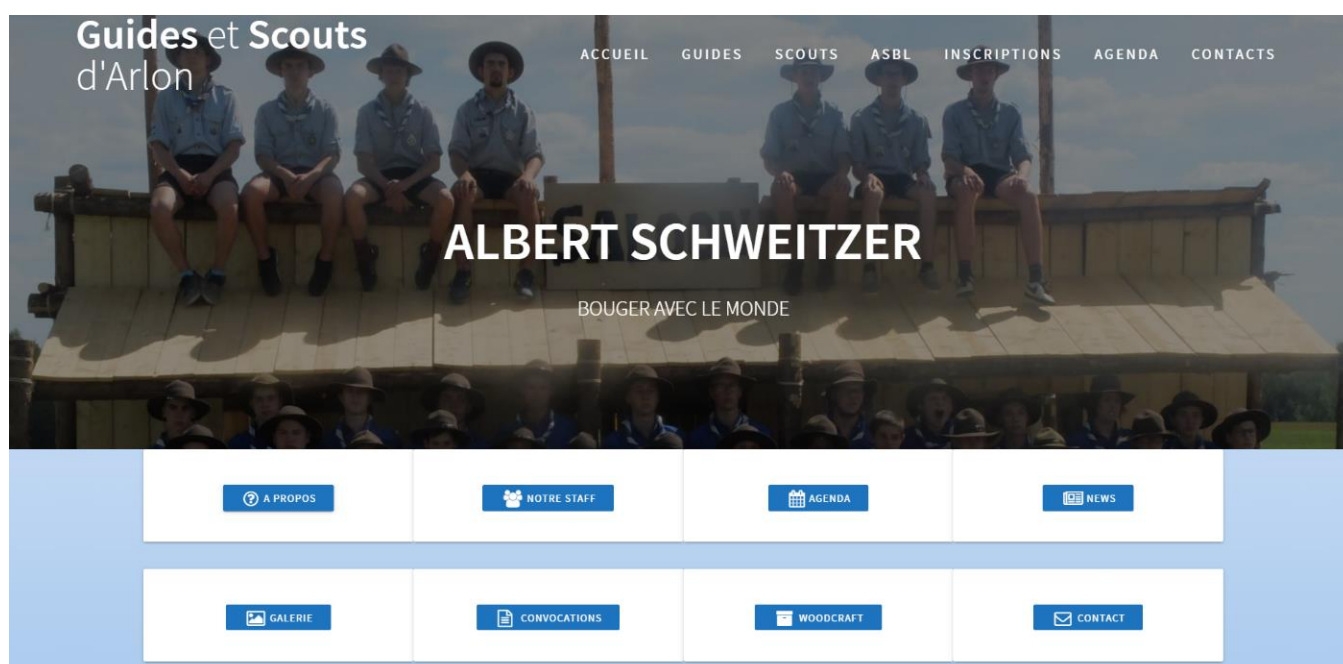 Guides et Scouts
d'Arlon
ACCUEIL GUIDES SCOUTS ASBL INSCRIPTIONS AGENDA CONTACTS
SALOON
ALBERT SCHWEITZER
BOUGER AVEC LE MONDE
A PROPOS NOTRE STAFF AGENDA NEWS
GALERIE CONVOCATIONS WOODCRAFT CONTACT